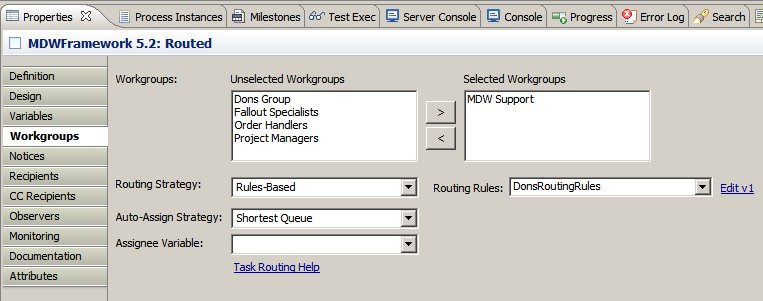 Properties Process Instances Milestones Test Exec Server Console Console Progress Error Log Search
MDWFramework 5.2: Routed
Definition
Design
Variables
Workgroups
Notices
Recipients
CC Recipients
Observers
Monitoring
Documentation
Attributes
Workgroups: Unselected Workgroups Selected Workgroups
Dons Group
Fallout Specialists
Order Handlers
Project Managers
>
<
MDW Support
Routing Strategy: Rules-Based Routing Rules: DonsRoutingRules Edit v1
Auto-Assign Strategy: Shortest Queue
Assignee Variable:
Task Routing Help